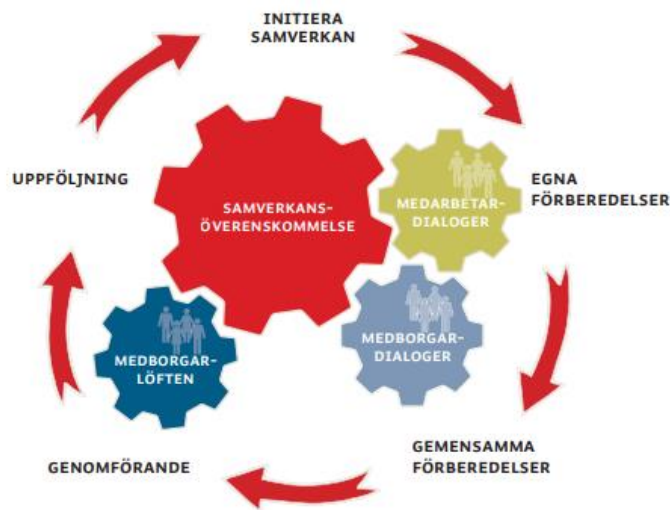 INITIERA
SAMVERKAN
UPPFÖLJNING
SAMVERKANS-
ÖVERENSKOMMELSE
MEDARBETAR-
DIALOGER
EGNA
FÖRBEREDELSER
MEDBORGAR-
DIALOGER
MEDBORGAR-
LÖFTEN
GEMENSAMMA
FÖRBEREDELSER
GENOMFÖRANDE